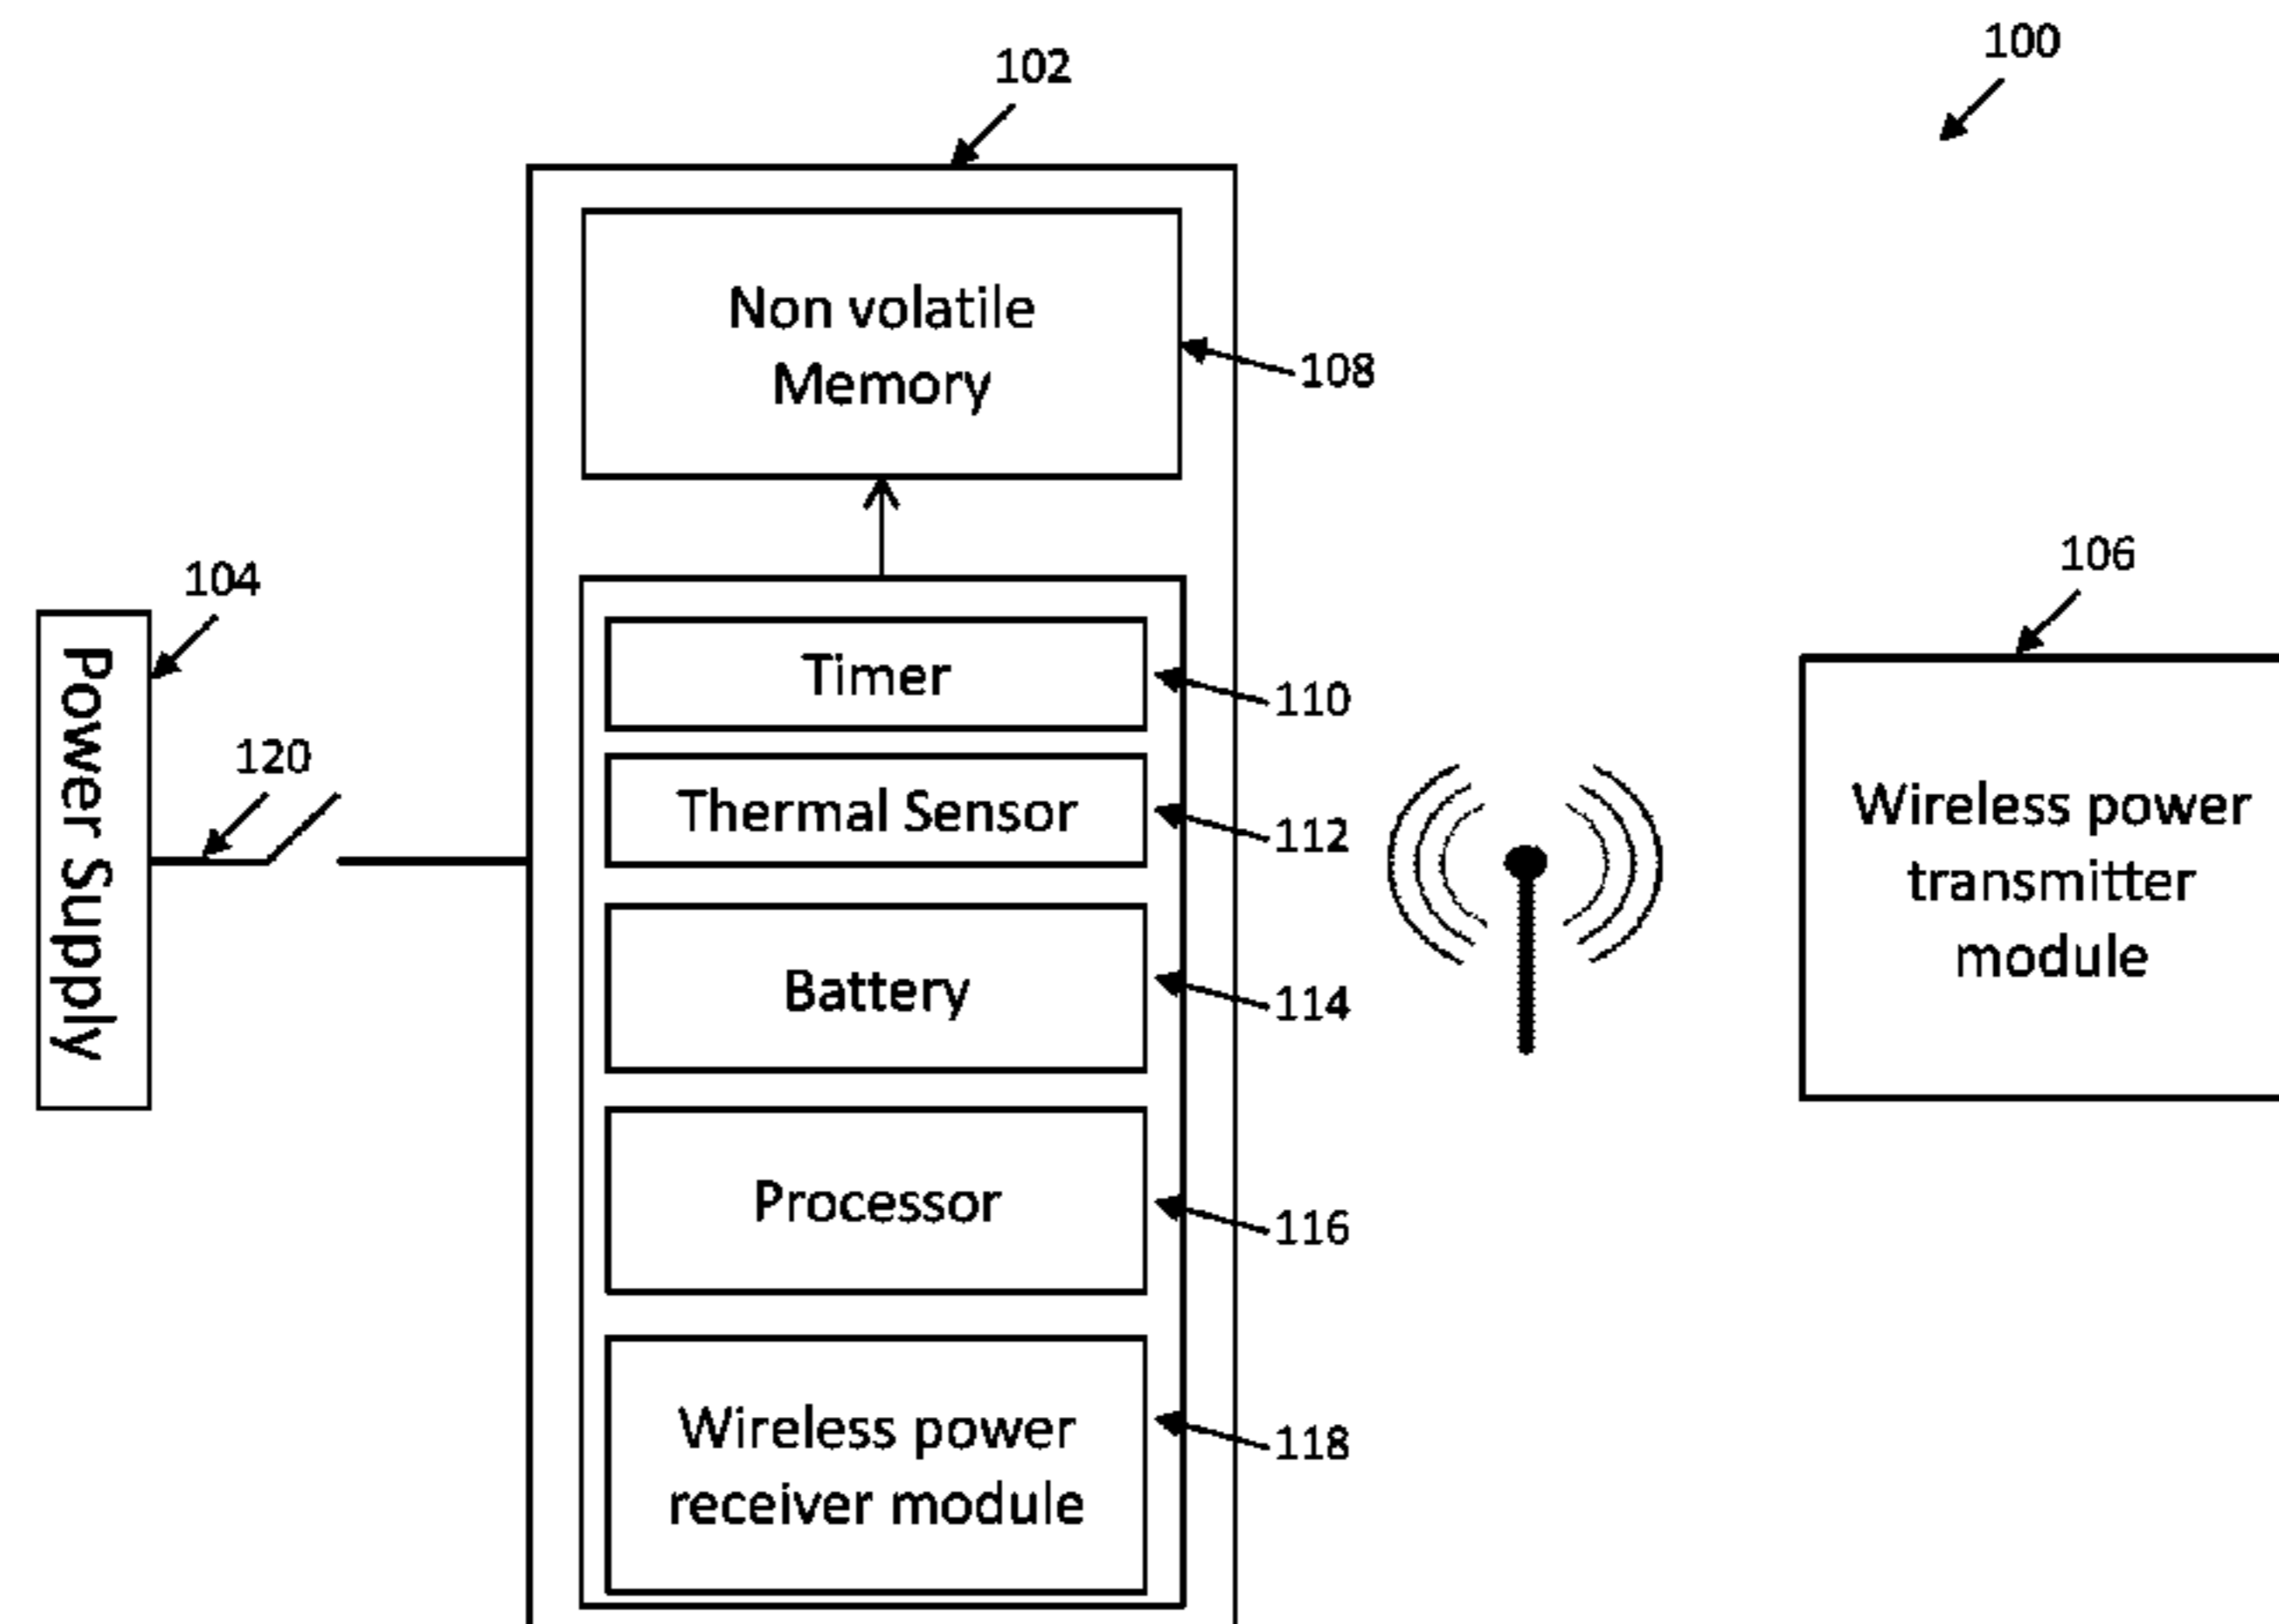 100
102
Non volatile
Memory
108
104
Power Supply
120
Timer
110
Thermal Sensor
112
Battery
114
Processor
116
Wireless power
receiver module
118
106
Wireless power
transmitter
module